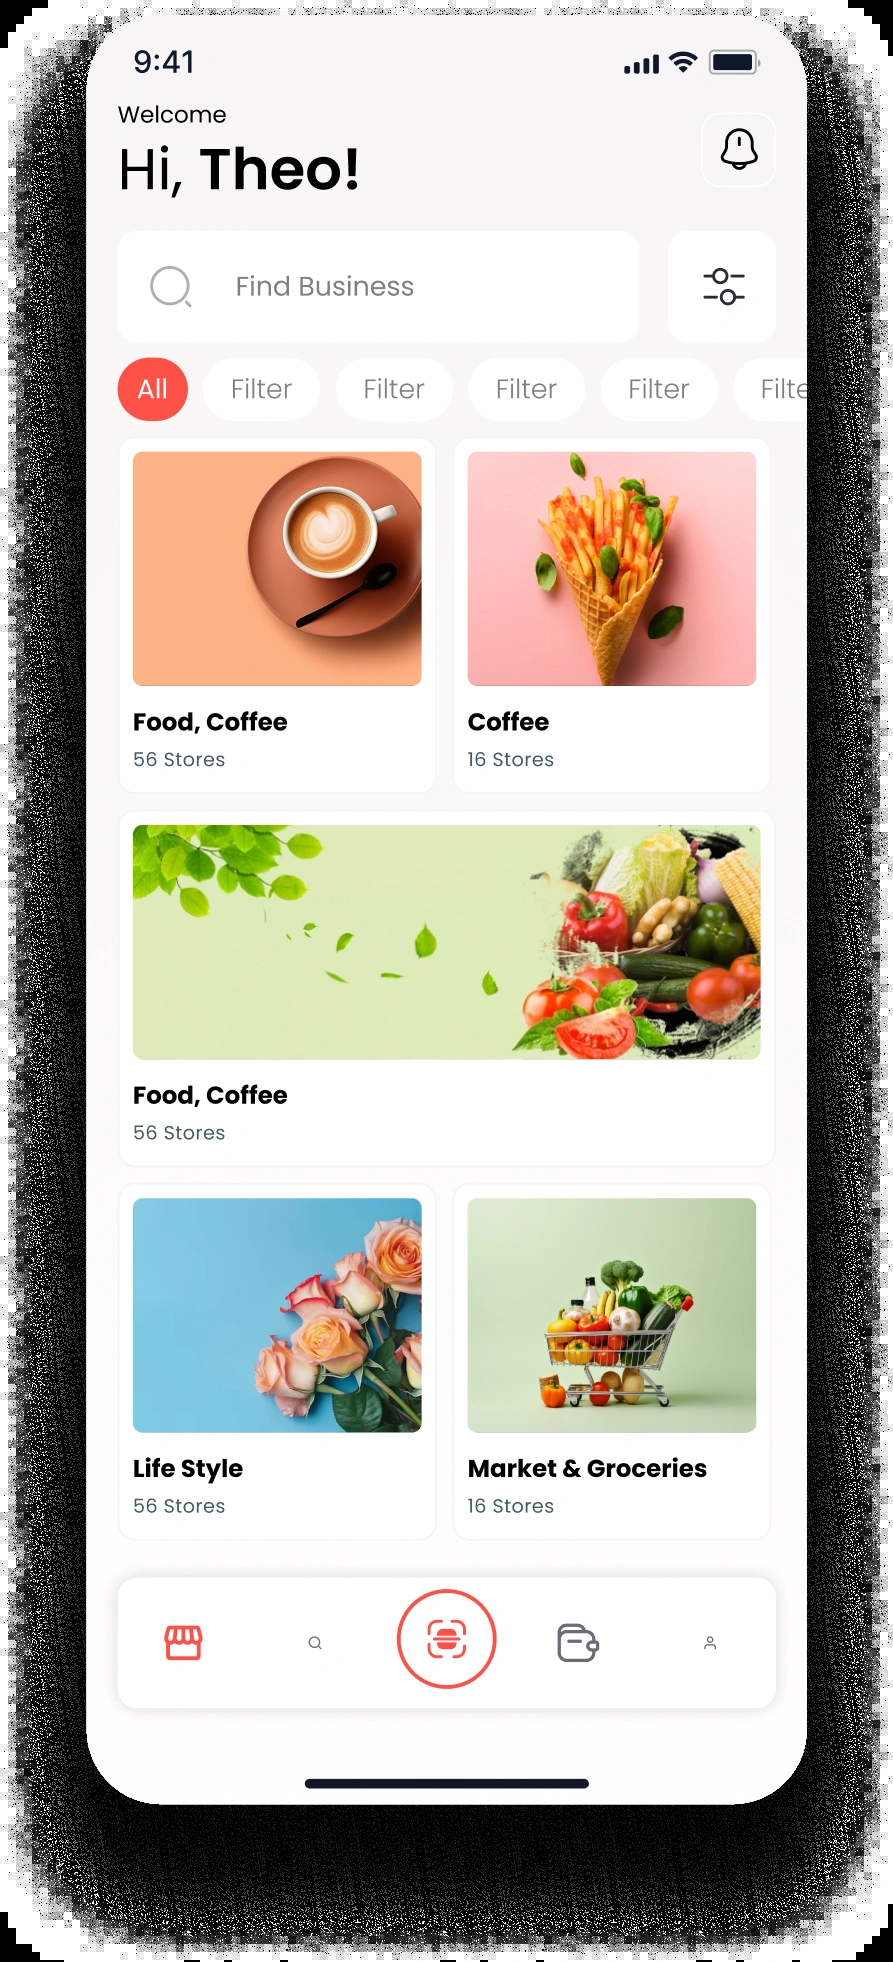 9:41
Welcome
Hi, Theo!
Find Business
All Filter Filter Filter Filter Filte
Food, Coffee
56 Stores
Coffee
16 Stores
Food, Coffee
56 Stores
Life Style
56 Stores
Market & Groceries
16 Stores